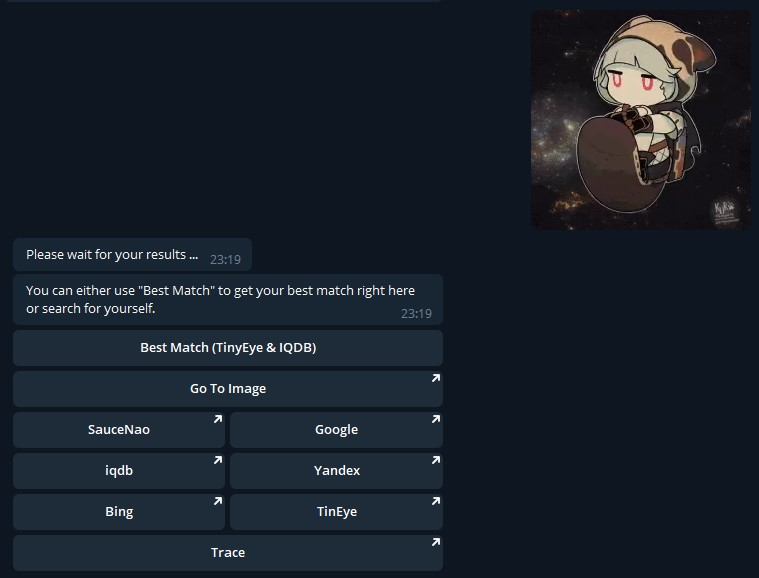 Please wait for your results ...
23:19
You can either use "Best Match" to get your best match right here
or search for yourself.
23:19
Best Match (TinyEye & IQDB)
Go To Image
SauceNao
Google
iqdb
Yandex
Bing
TinEye
Trace